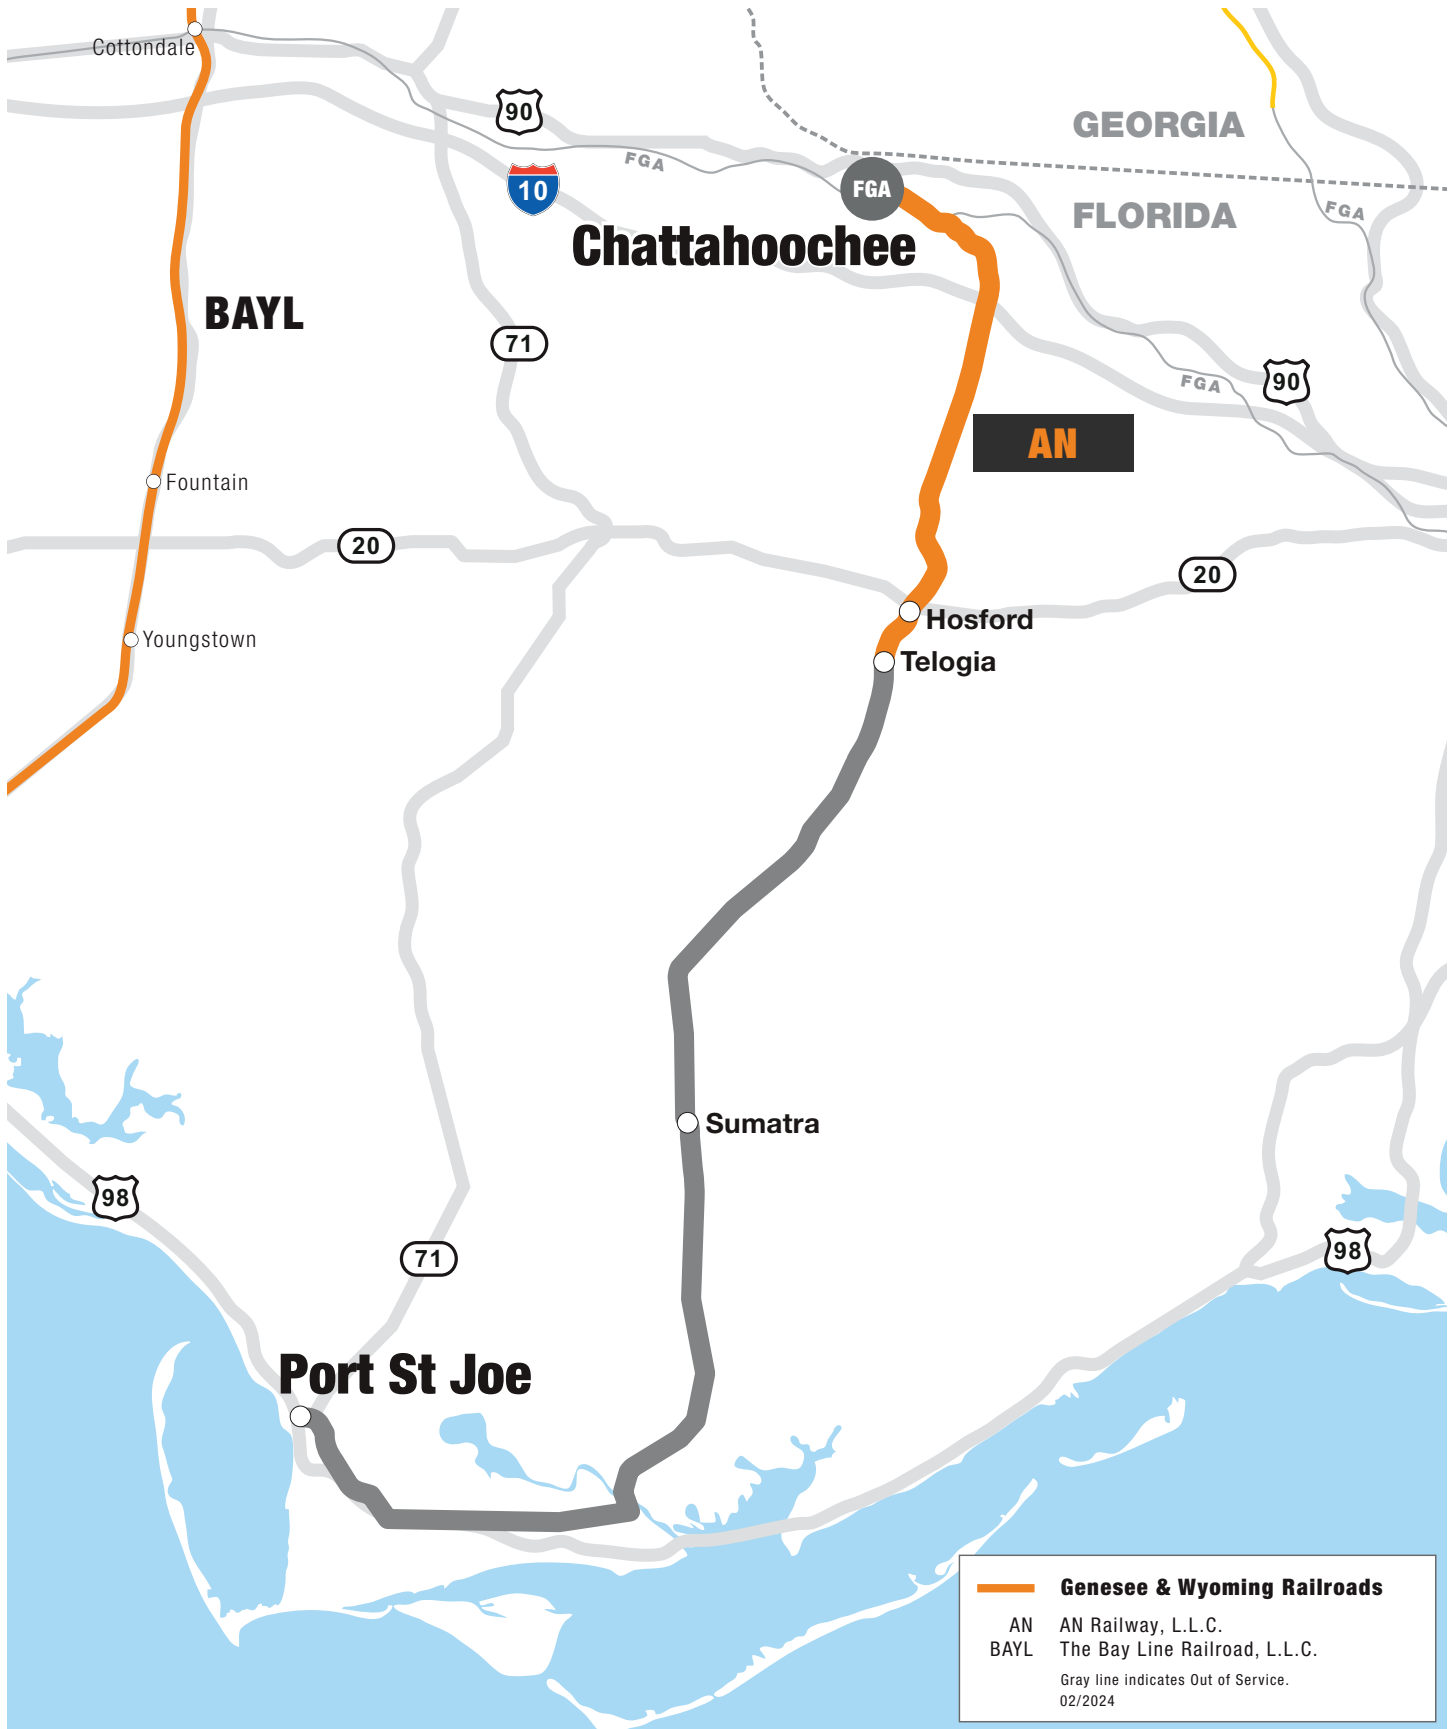 Cottondale
90
GEORGIA
FGA
10
FGA
FLORIDA
FGA
Chattahoochee
BAYL
71
FGA
90
AN
Fountain
20
20
Hosford
Youngstown
Telogia
Sumatra
98
71
98
Port St Joe
Genesee & Wyoming Railroads
AN AN Railway, L.L.C.
BAYL The Bay Line Railroad, L.L.C.
Gray line indicates Out of Service.
02/2024